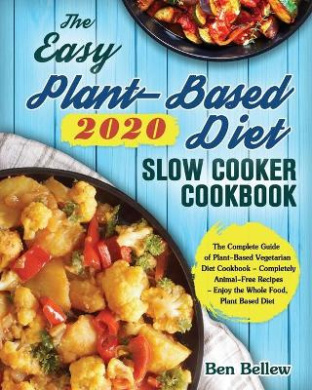 The
Easy
Plant-Based
2020 Diet
SLOW COOKER
COOKBOOK
The Complete Guide
of Plant-Based Vegetarian
Diet Cookbook - Completely
Animal-Free Recipes
- Enjoy the Whole Food,
Plant Based Diet
Ben Bellew